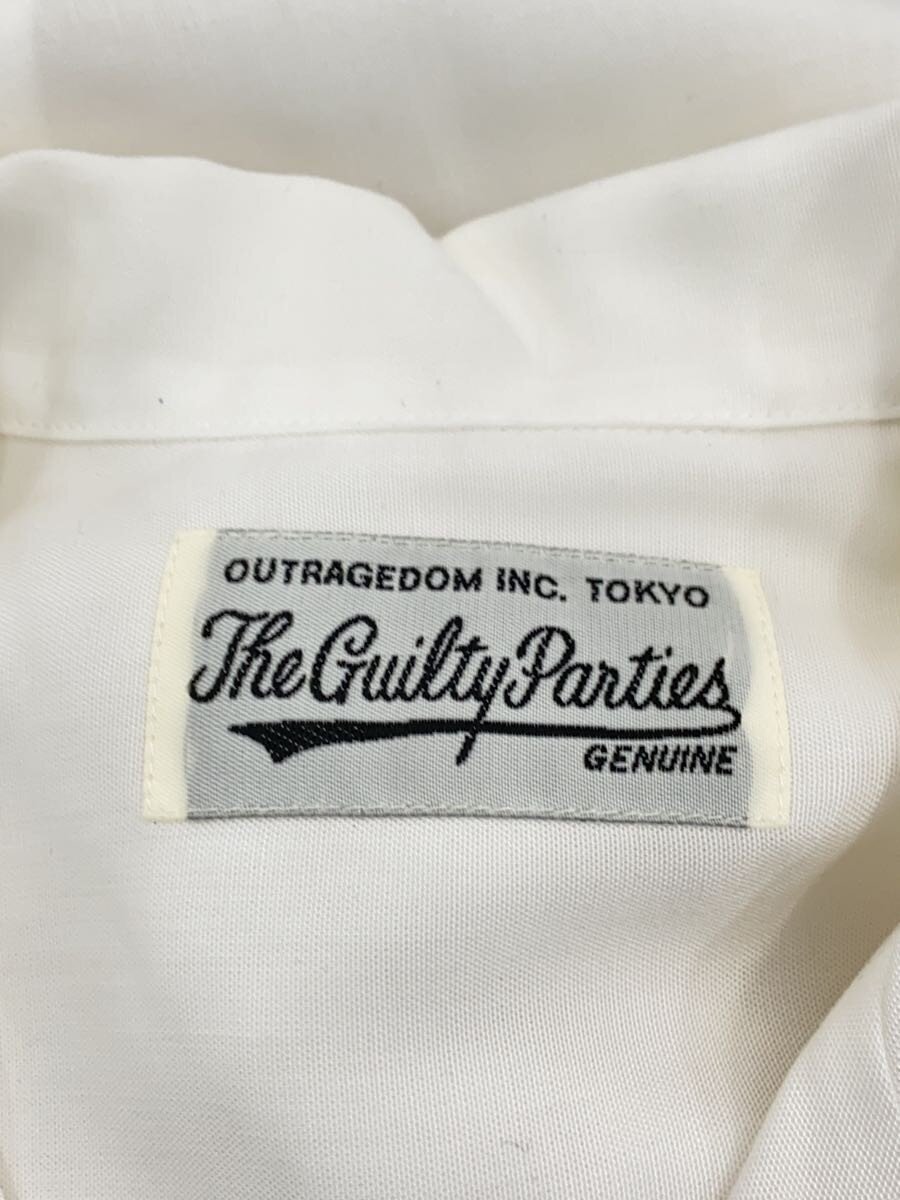 OUTRAGEDOM INC. TOKYO
The Guilty Parties
GENUINE